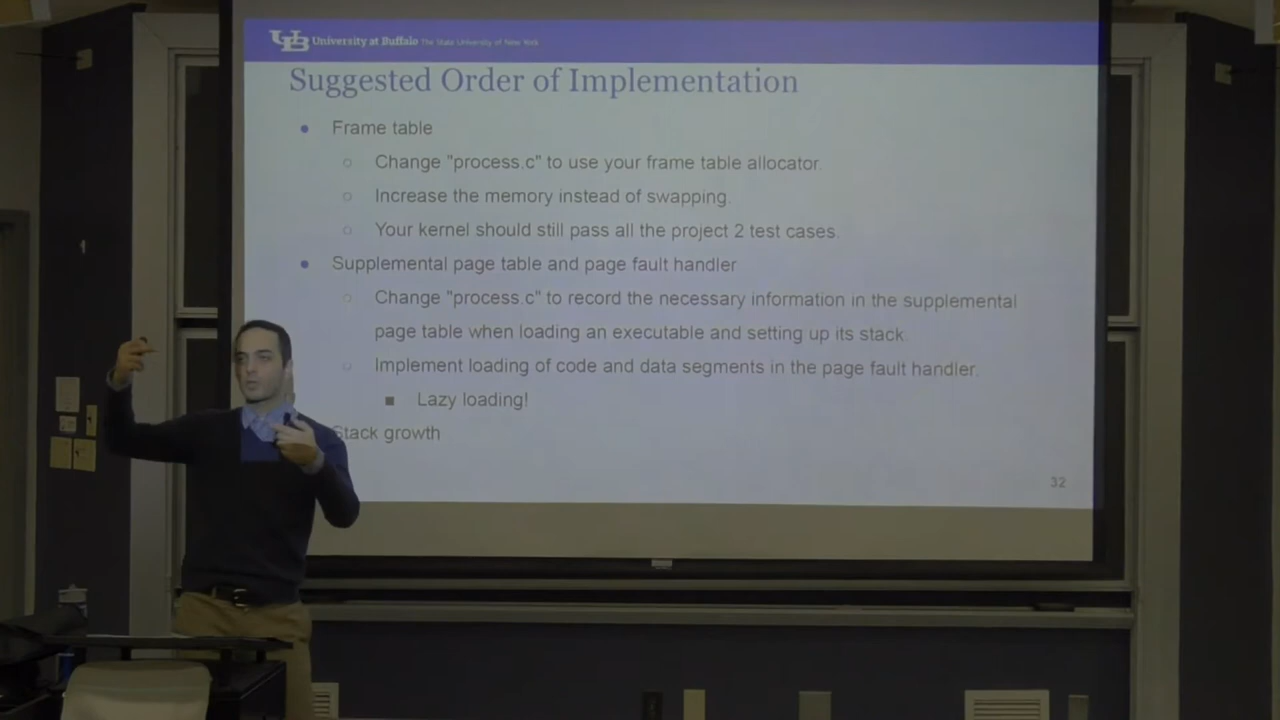 UB University at Buffalo The State University of New York
Suggested Order of Implementation
• Frame table
○ Change "process.c" to use your frame table allocator.
○ Increase the memory instead of swapping.
○ Your kernel should still pass all the project 2 test cases.
• Supplemental page table and page fault handler
○ Change "process.c" to record the necessary information in the supplemental
page table when loading an executable and setting up its stack.
○ Implement loading of code and data segments in the page fault handler.
■ Lazy loading!
Stack growth
32